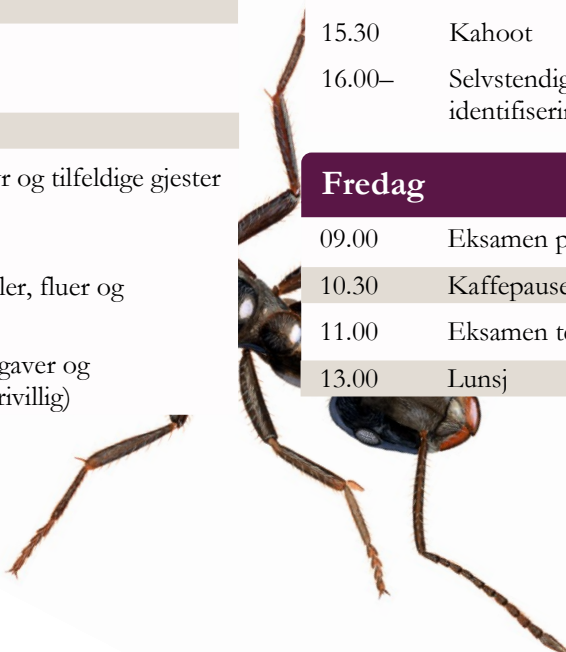 r og tilfeldige gjester
ler, fluer og
gaver og
rivillig)
15.30 Kahoot
16.00– Selvstendig
identifiserin
Fredag
09.00 Eksamen p
10.30 Kaffepause
11.00 Eksamen te
13.00 Lunsj